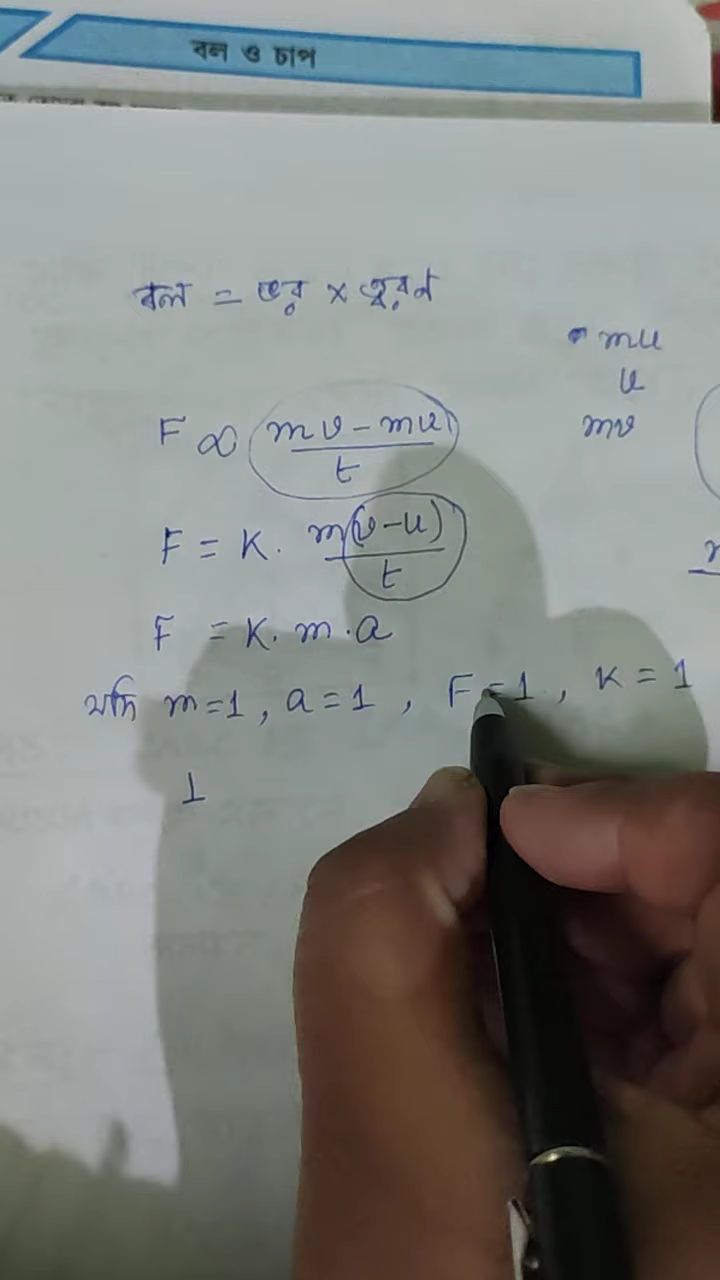 বল ও চাপ
বল = ভর × ত্বরণ
mu
u
mv
F ∝ (mv - mu)/t
F = K. m(v-u)/t
F = K. m . a
যদি m=1, a=1, F=1, K=1
1